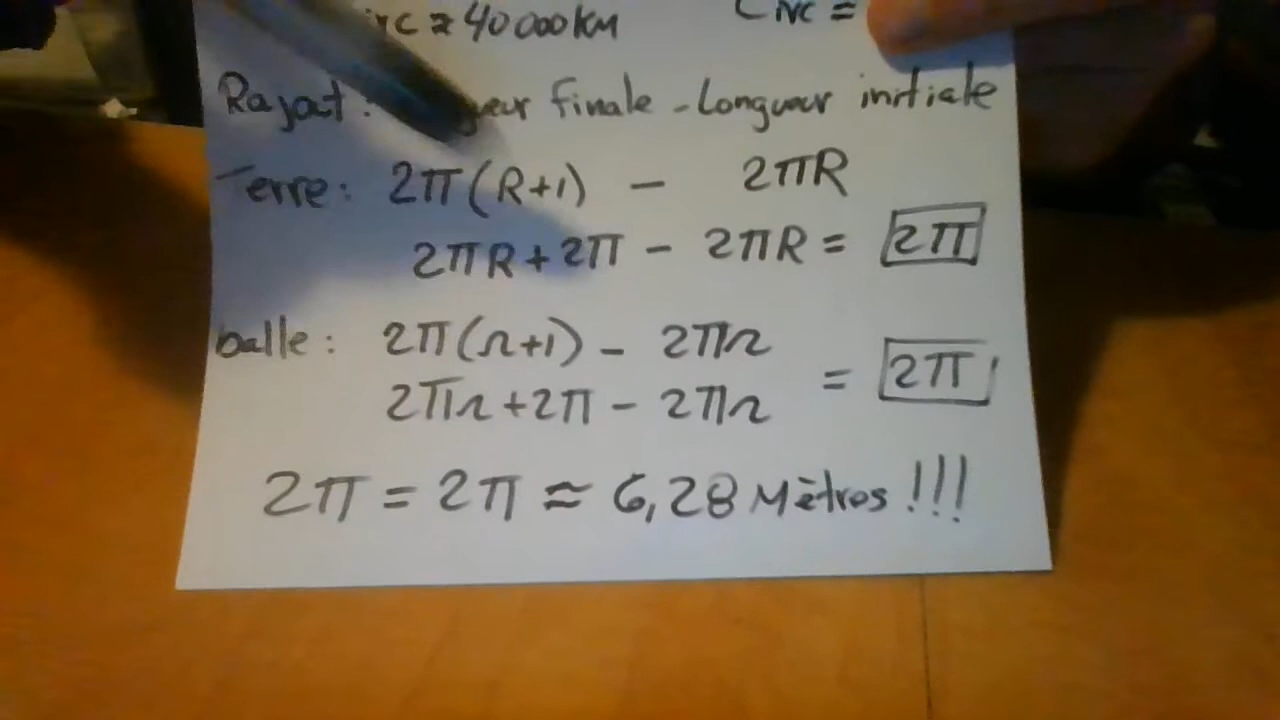 ≈ 40 000 km Circ =
Rajout : finale - Longueur initiale
Terre : 2π(R+1) - 2πR
2πR + 2π - 2πR = 2π
balle : 2π(r+1) - 2πr
2πr + 2π - 2πr = 2π
2π = 2π ≈ 6,28 Mètres !!!